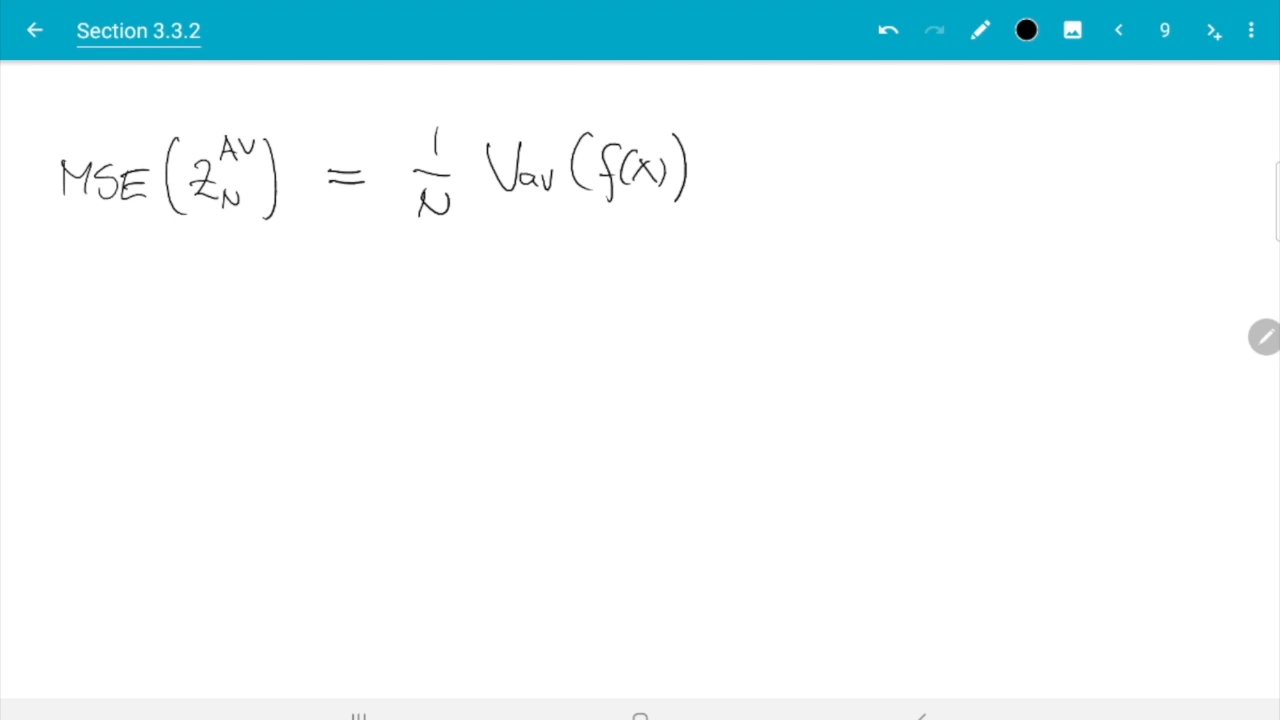 Section 3.3.2
9
MSE(Z_N^{AV}) = 1/N Var(f(x))